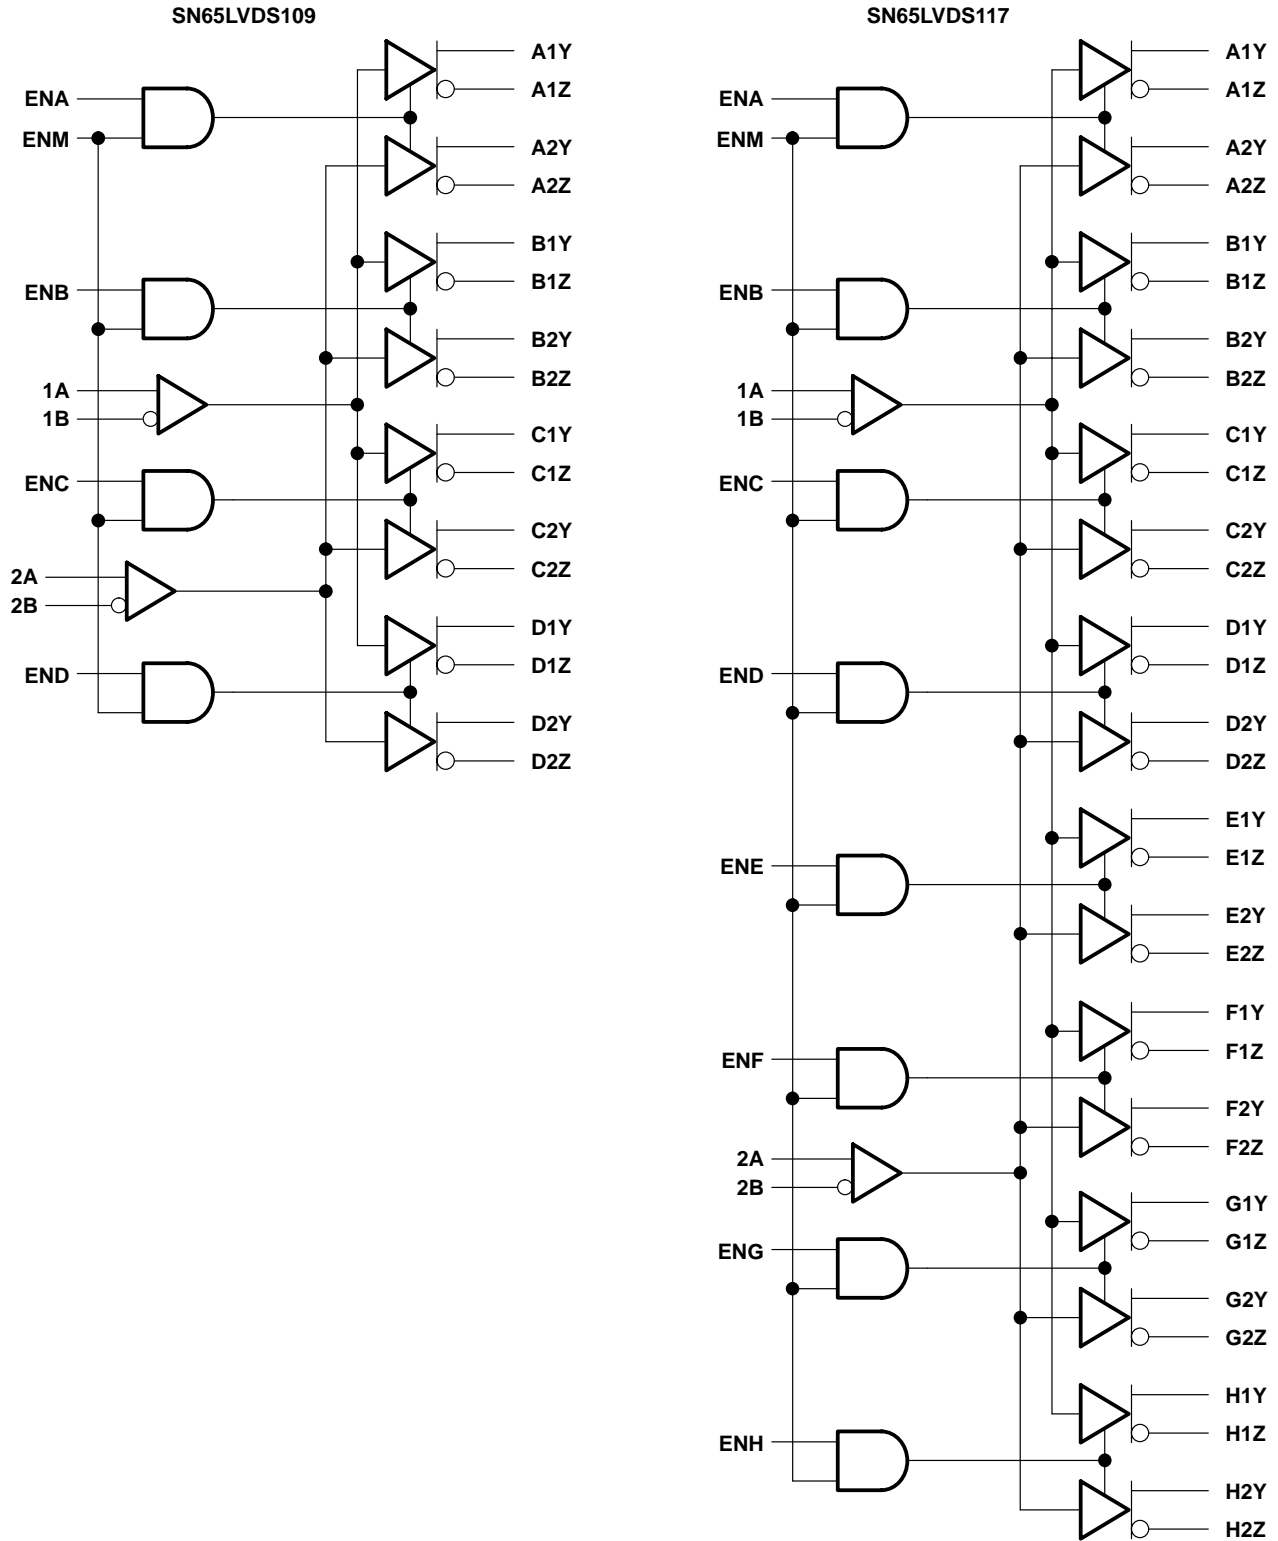 SN65LVDS109
ENA
ENM
ENB
1A
1B
ENC
2A
2B
END
A1Y
A1Z
A2Y
A2Z
B1Y
B1Z
B2Y
B2Z
C1Y
C1Z
C2Y
C2Z
D1Y
D1Z
D2Y
D2Z
SN65LVDS117
ENA
ENM
ENB
1A
1B
ENC
END
ENE
ENF
2A
2B
ENG
ENH
A1Y
A1Z
A2Y
A2Z
B1Y
B1Z
B2Y
B2Z
C1Y
C1Z
C2Y
C2Z
D1Y
D1Z
D2Y
D2Z
E1Y
E1Z
E2Y
E2Z
F1Y
F1Z
F2Y
F2Z
G1Y
G1Z
G2Y
G2Z
H1Y
H1Z
H2Y
H2Z